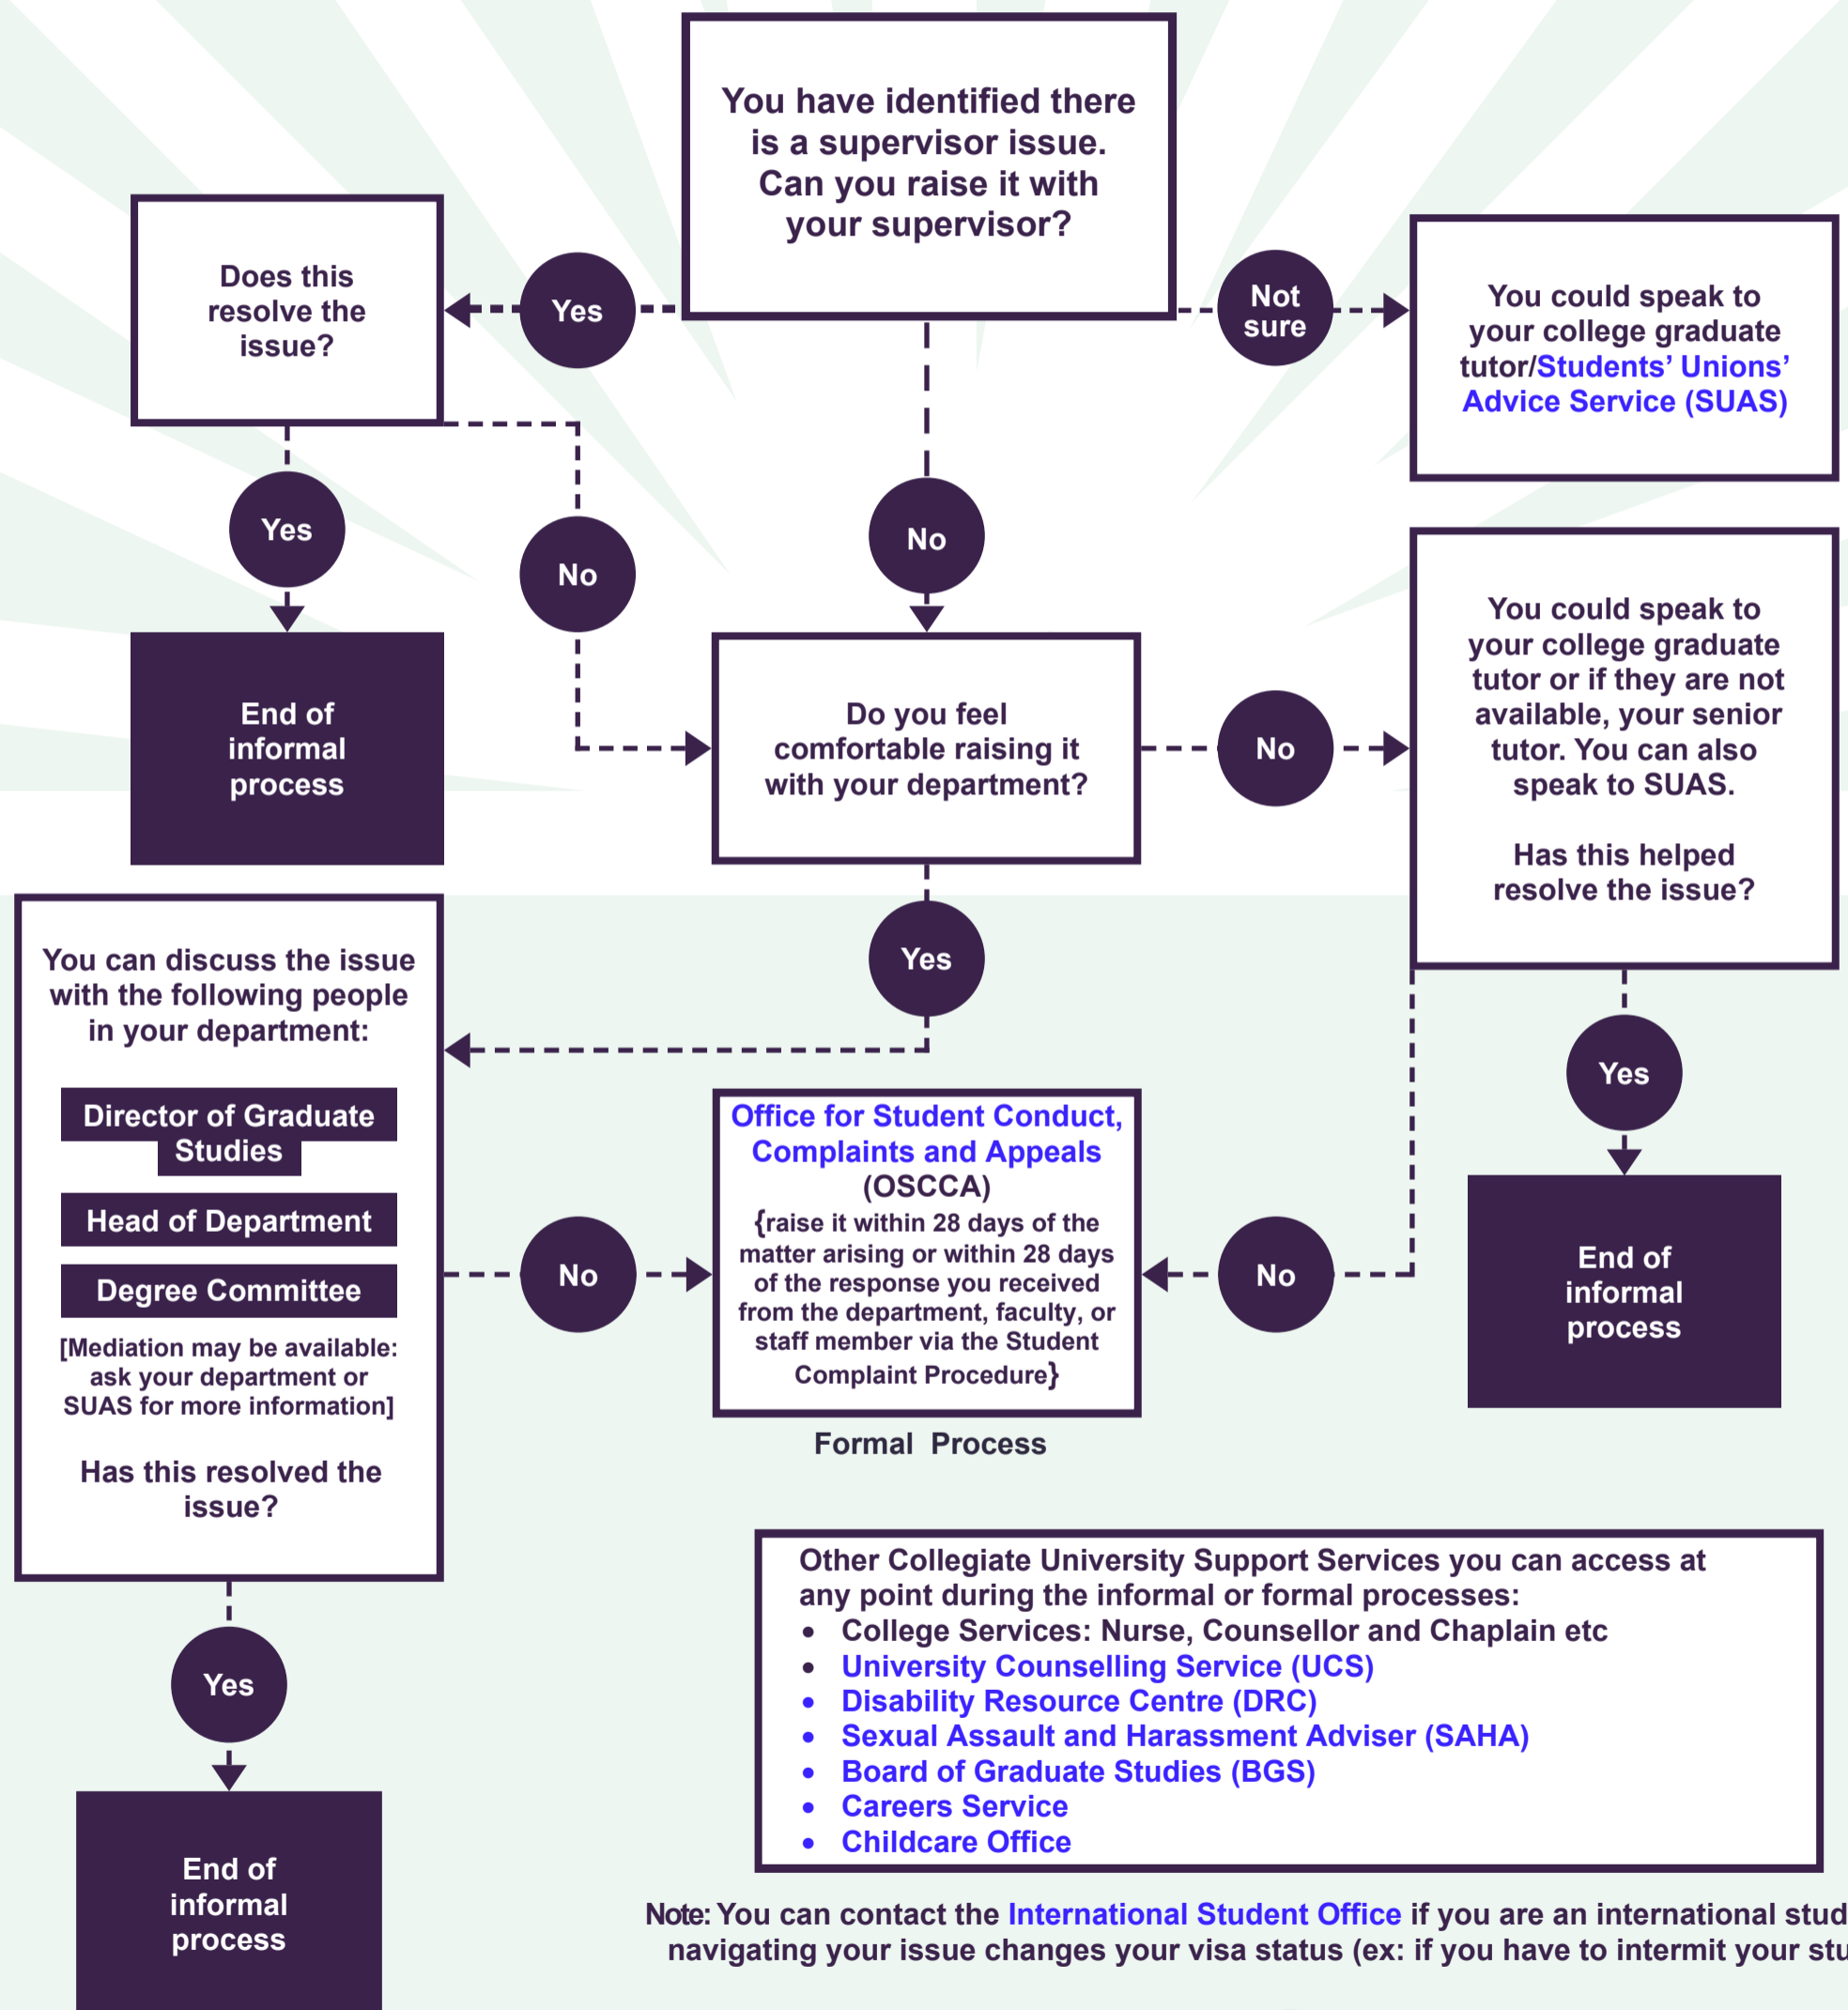 You have identified there
is a supervisor issue.
Can you raise it with
your supervisor?
Does this
resolve the
issue?
Yes
Not
sure
You could speak to
your college graduate
tutor/Students’ Unions’
Advice Service (SUAS)
Yes
No
No
You could speak to
your college graduate
tutor or if they are not
available, your senior
tutor. You can also
speak to SUAS.
Has this helped
resolve the issue?
End of
informal
process
Do you feel
comfortable raising it
with your department?
No
Yes
You can discuss the issue
with the following people
in your department:
Director of Graduate
Studies
Head of Department
Degree Committee
[Mediation may be available:
ask your department or
SUAS for more information]
Has this resolved the
issue?
No
Office for Student Conduct,
Complaints and Appeals
(OSCCA)
{raise it within 28 days of the
matter arising or within 28 days
of the response you received
from the department, faculty, or
staff member via the Student
Complaint Procedure}
Formal Process
No
Yes
End of
informal
process
Yes
End of
informal
process
Other Collegiate University Support Services you can access at
any point during the informal or formal processes:
• College Services: Nurse, Counsellor and Chaplain etc
• University Counselling Service (UCS)
• Disability Resource Centre (DRC)
• Sexual Assault and Harassment Adviser (SAHA)
• Board of Graduate Studies (BGS)
• Careers Service
• Childcare Office
Note: You can contact the International Student Office if you are an international stud
navigating your issue changes your visa status (ex: if you have to intermit your stu